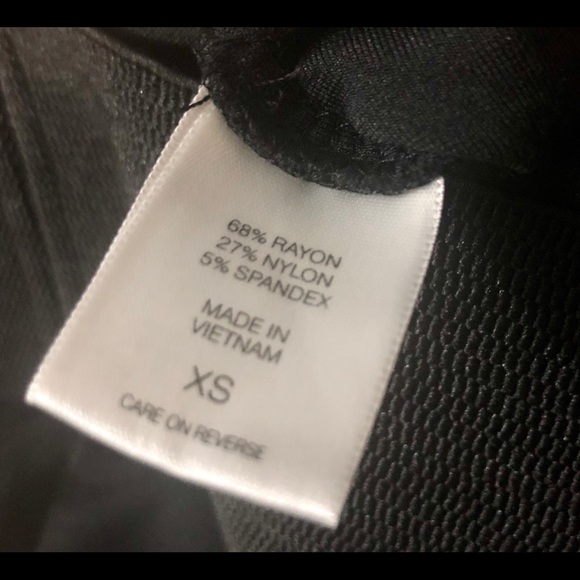 68% RAYON
27% NYLON
5% SPANDEX
MADE IN
VIETNAM
XS
CARE ON REVERSE